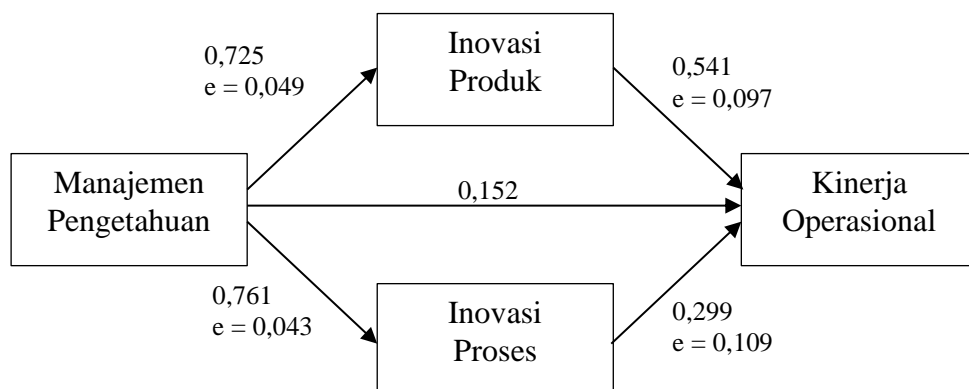 Inovasi
Produk
0,725
e = 0,049
0,541
e = 0,097
Manajemen
Pengetahuan
0,152
Kinerja
Operasional
0,761
e = 0,043
Inovasi
Proses
0,299
e = 0,109